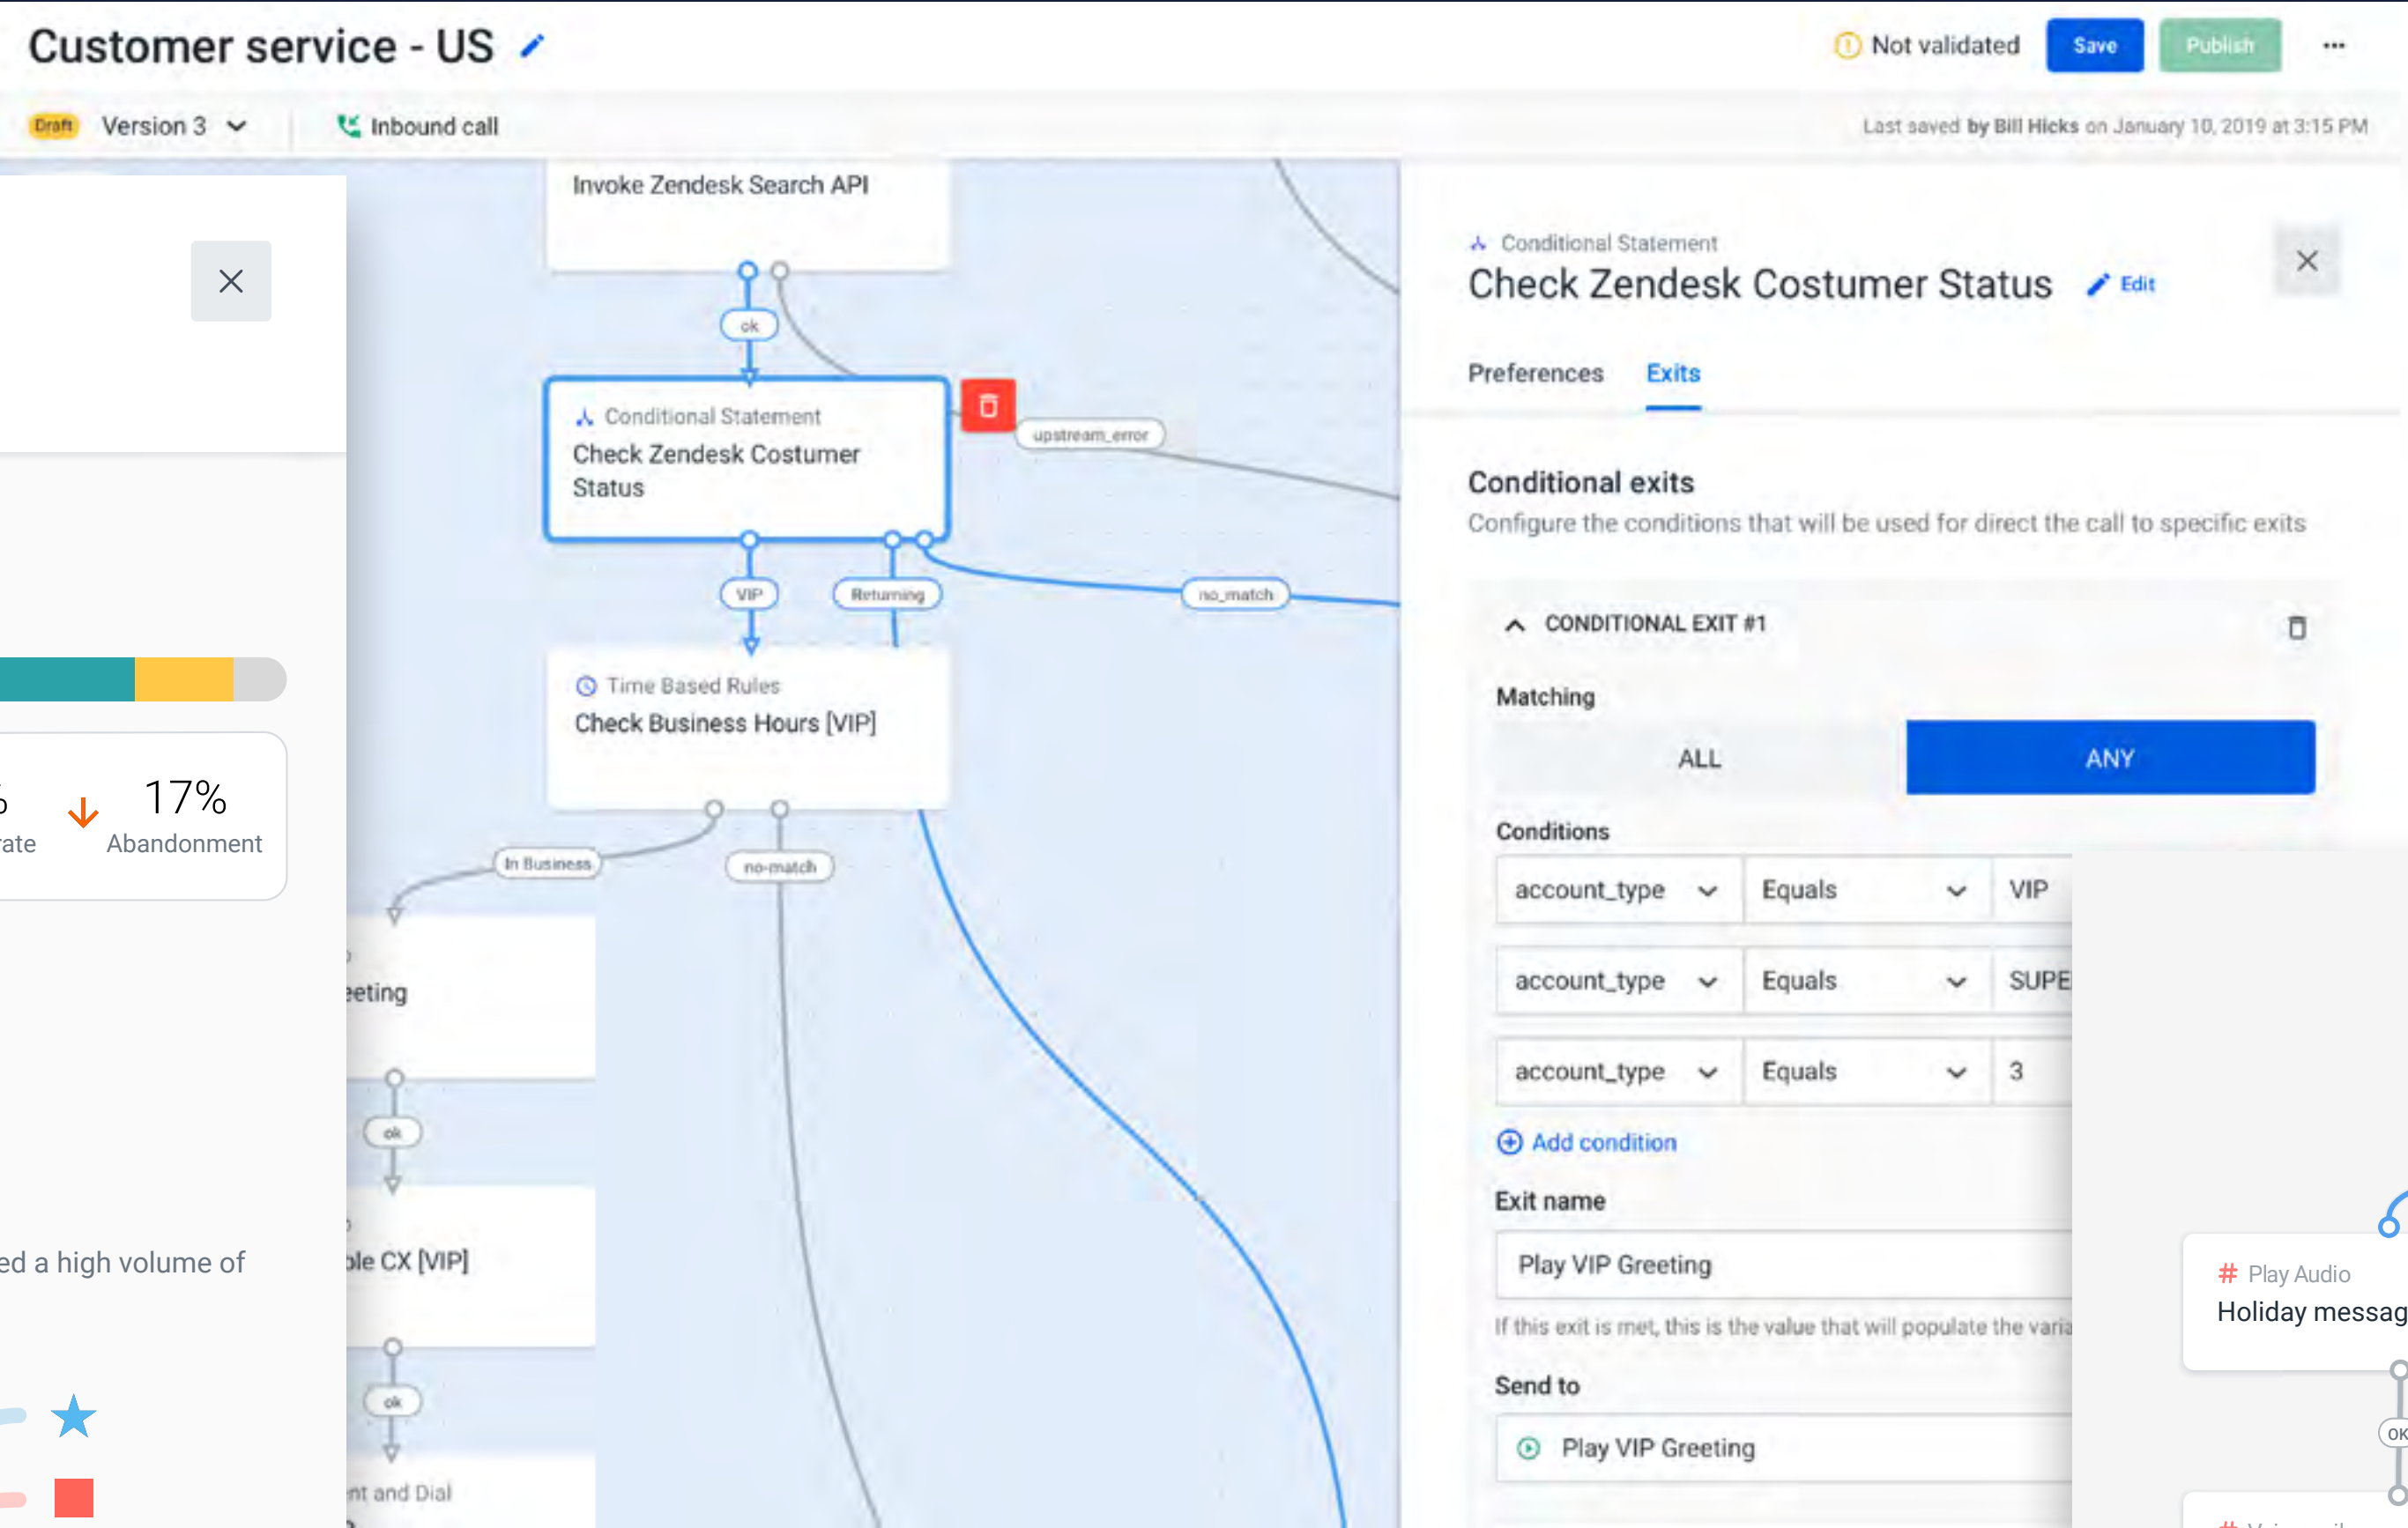 Customer service - US
Not validated
Save
Publish
Draft
Version 3
Inbound call
Last saved by Bill Hicks on January 10, 2019 at 3:15 PM
17%
Abandonment
ed a high volume of
Invoke Zendesk Search API
ok
Conditional Statement
Check Zendesk Costumer
Status
upstream_error
VIP
Returning
no_match
Time Based Rules
Check Business Hours [VIP]
In Business
no-match
eeting
ok
ble CX [VIP]
ok
nt and Dial
Conditional Statement
Check Zendesk Costumer Status
Edit
Preferences
Exits
Conditional exits
Configure the conditions that will be used for direct the call to specific exits
CONDITIONAL EXIT #1
Matching
ALL
ANY
Conditions
account_type
Equals
VIP
account_type
Equals
SUPE
account_type
Equals
3
Add condition
Exit name
Play VIP Greeting
If this exit is met, this is the value that will populate the varia
Send to
Play VIP Greeting
# Play Audio
Holiday messag
OK